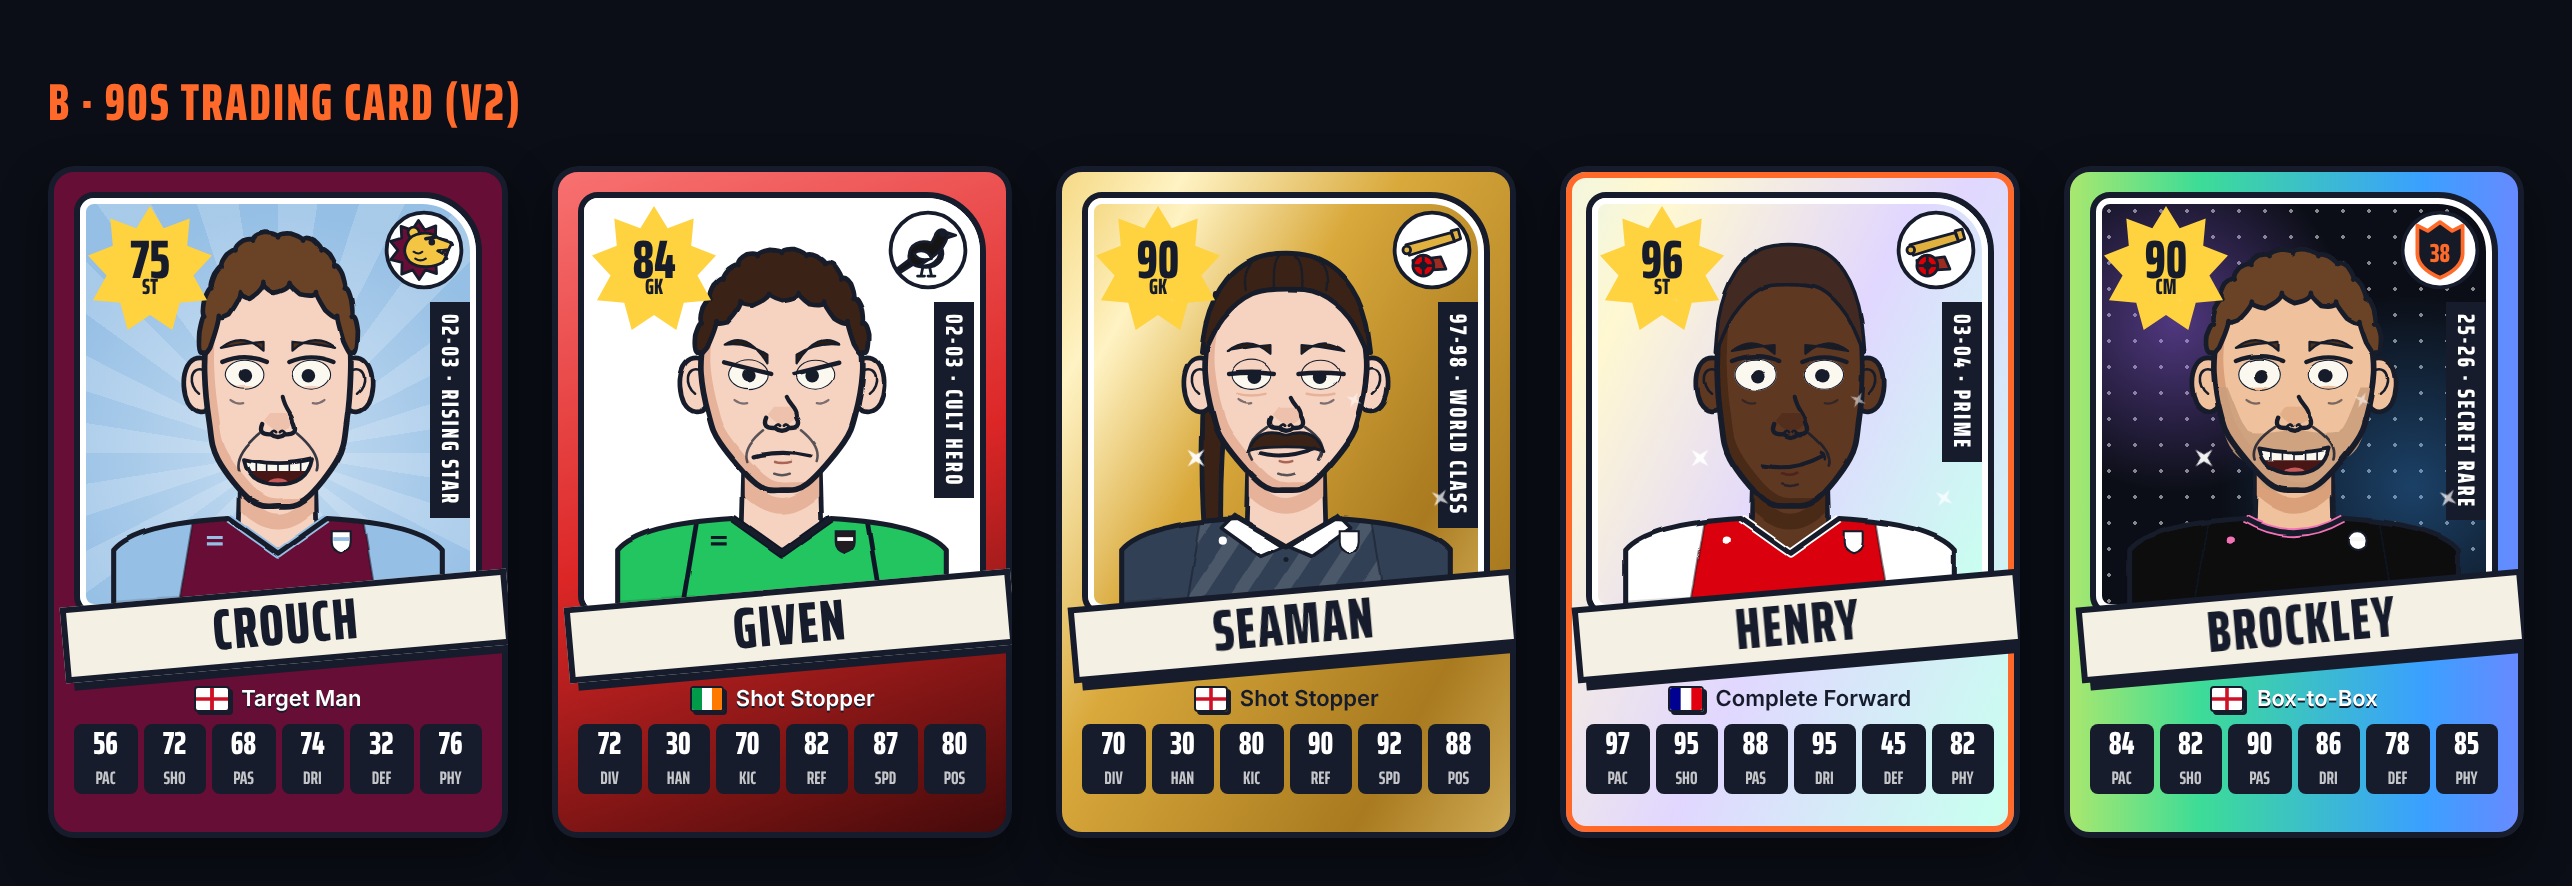 B - 90S TRADING CARD (V2)
75
ST
02-03 · RISING STAR
CROUCH
Target Man
56 72 68 74 32 76
PAC SHO PAS DRI DEF PHY
84
GK
02-03 · CULT HERO
GIVEN
Shot Stopper
72 30 70 82 87 80
DIV HAN KIC REF SPD POS
90
GK
97-98 · WORLD CLASS
SEAMAN
Shot Stopper
70 30 80 90 92 88
DIV HAN KIC REF SPD POS
96
ST
03-04 · PRIME
HENRY
Complete Forward
97 95 88 95 45 82
PAC SHO PAS DRI DEF PHY
90
CM
38
25-26 · SECRET RARE
BROCKLEY
Box-to-Box
84 82 90 86 78 85
PAC SHO PAS DRI DEF PHY